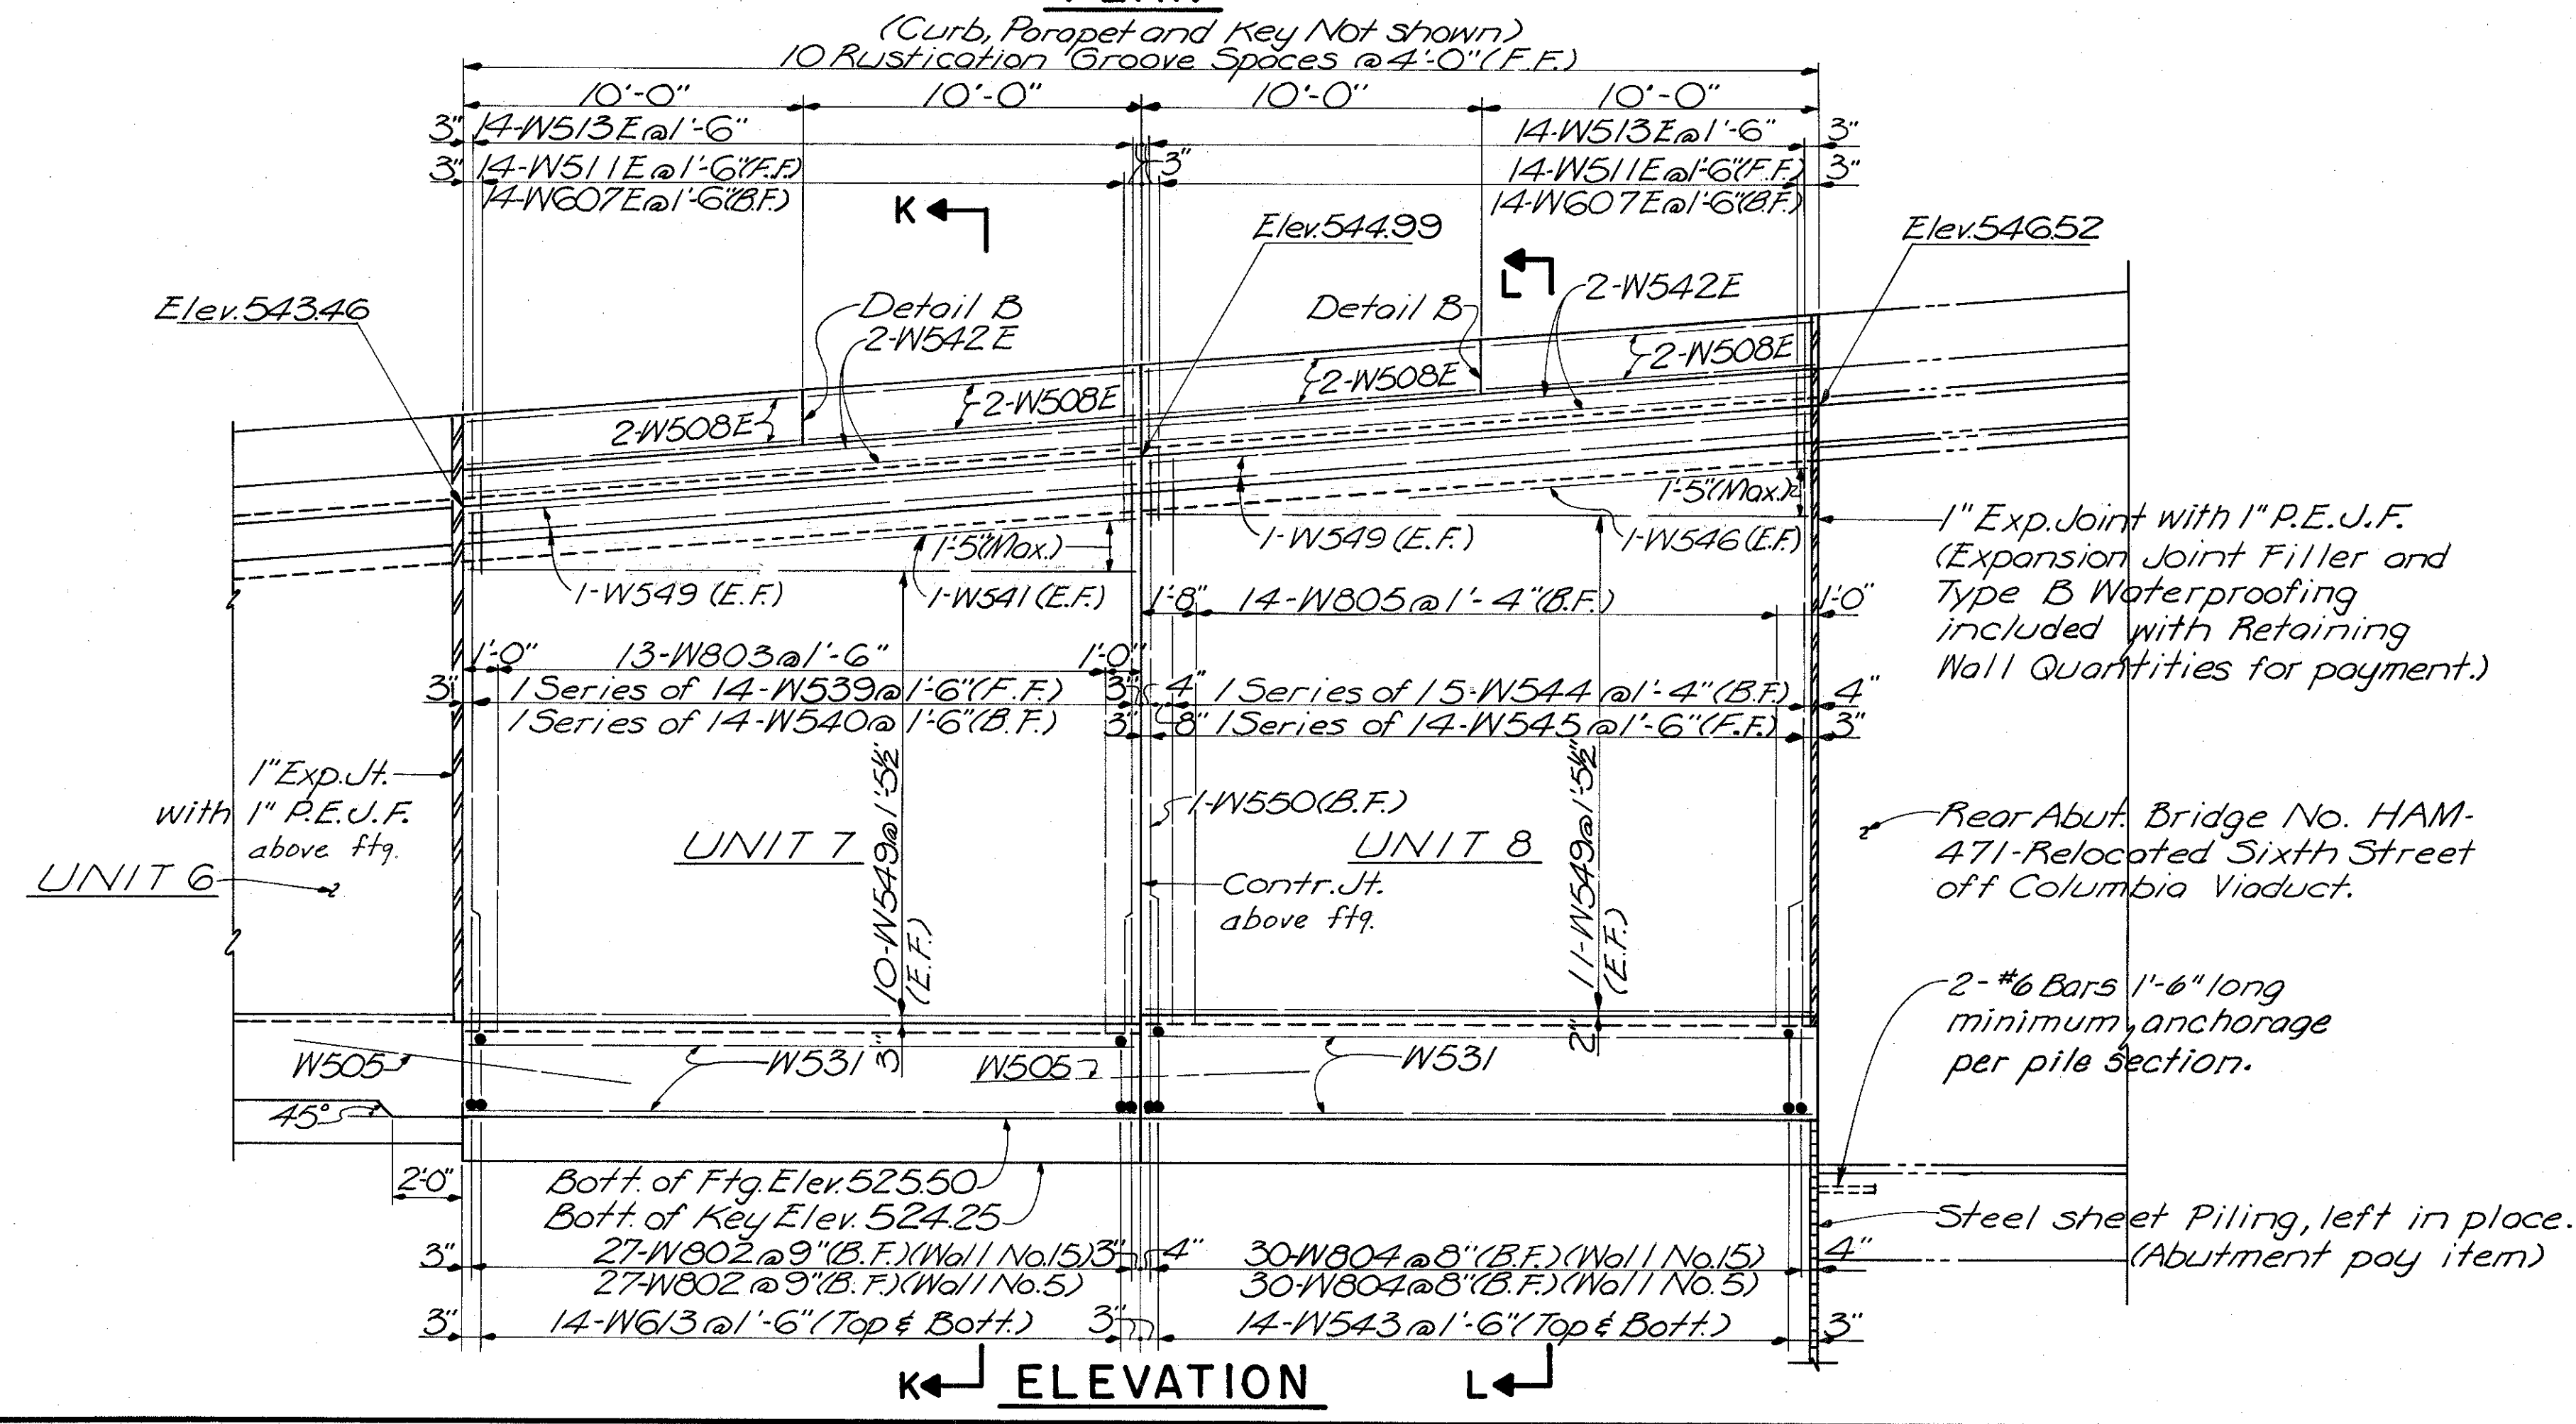 (Curb, Parapet and Key Not shown)
10 Rustication Groove Spaces @ 4'-0" (F.F.)
10'-0" 10'-0" 10'-0" 10'-0"
3" 14-W513E@1'-6" 14-W513E@1'-6" 3"
3" 14-W511E@1'-6"(F.F.) 3" 14-W511E@1'-6"(F.F.) 3"
14-W607E@1'-6"(B.F.) 14-W607E@1'-6"(B.F.)
K
Elev.544.99
Elev.546.52
L
2-W542E
Elev.543.46
Detail B
2-W542E
Detail B
2-W508E
2-W508E
2-W508E
2-W508E
1'-5"(Max.)
1-W549 (E.F.)
1-W546 (E.F.)
1'-5"(Max.)
1-W549 (E.F.)
1-W541 (E.F.)
1" Exp. Joint with 1" P.E.J.F.
(Expansion Joint Filler and
Type B Waterproofing
included with Retaining
Wall Quantities for payment.)
1'-8" 14-W805@1'-4"(B.F.) 1'-0"
1'-0" 13-W803@1'-6" 1'-0"
3" 1 Series of 14-W539@1'-6"(F.F.) 3" 4" 1 Series of 15-W544 @1'-4"(B.F.) 4"
1 Series of 14-W540@1'-6"(B.F.) 3" 8" 1 Series of 14-W545@1'-6"(F.F.) 3"
10-W549@1'-5½"
(E.F.)
3"
11-W549@1'-5½"
(E.F.)
2"
1" Exp. Jt.
with 1" P.E.J.F.
above ftg.
UNIT 6
UNIT 7
1-W550(B.F.)
UNIT 8
Contr. Jt.
above ftg.
Rear Abut. Bridge No. HAM-
471-Relocated Sixth Street
off Columbia Viaduct.
2-#6 Bars 1'-6" long
minimum anchorage
per pile section.
W505
W531
W505
W531
45°
2'-0"
Bott. of Ftg. Elev. 525.50
Bott. of Key Elev. 524.25
Steel sheet Piling, left in place.
(Abutment pay item)
3" 27-W802@9"(B.F.)(Wall No.15) 3" 4" 30-W804@8"(B.F.)(Wall No.15) 4"
27-W802@9"(B.F.)(Wall No.5) 30-W804@8"(B.F.)(Wall No.5)
3" 14-W613@1'-6"(Top & Bott.) 3" 14-W543@1'-6"(Top & Bott.) 3"
K ELEVATION L